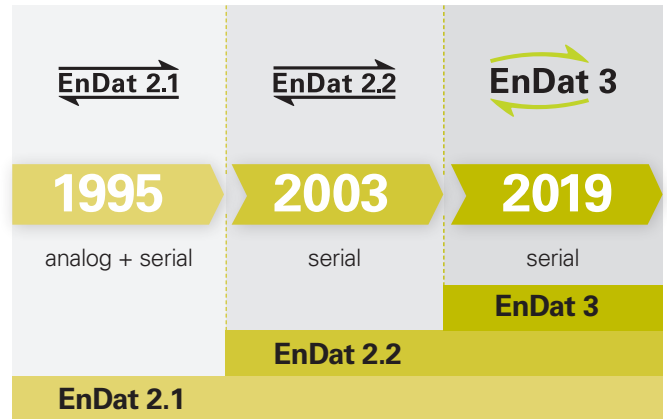 EnDat 2.1
EnDat 2.2
EnDat 3
1995
2003
2019
analog + serial
serial
serial
EnDat 3
EnDat 2.2
EnDat 2.1